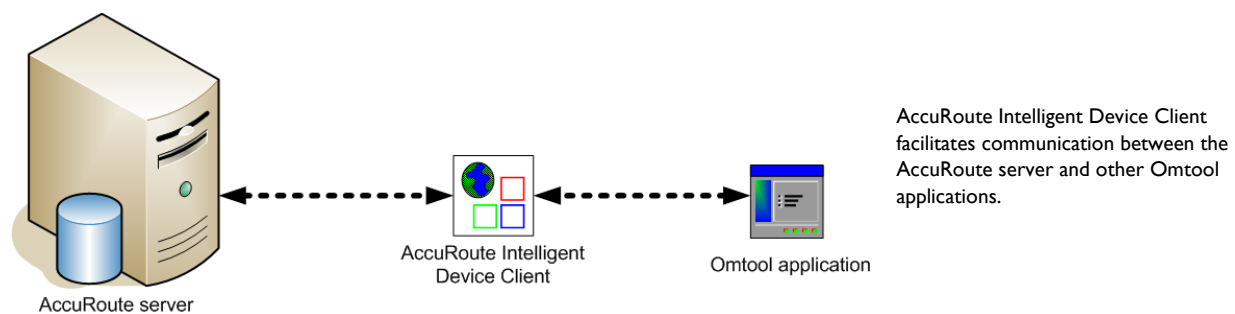 AccuRoute Intelligent Device Client
facilitates communication between the
AccuRoute server and other Omtool
applications.
AccuRoute Intelligent
Device Client
Omtool application
AccuRoute server